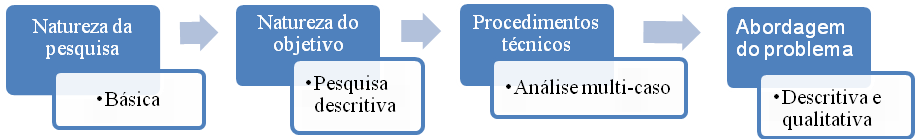 Natureza da
pesquisa
• Básica
Natureza do
objetivo
• Pesquisa
descritiva
Procedimentos
técnicos
• Análise multi-caso
Abordagem
do problema
• Descritiva e
qualitativa